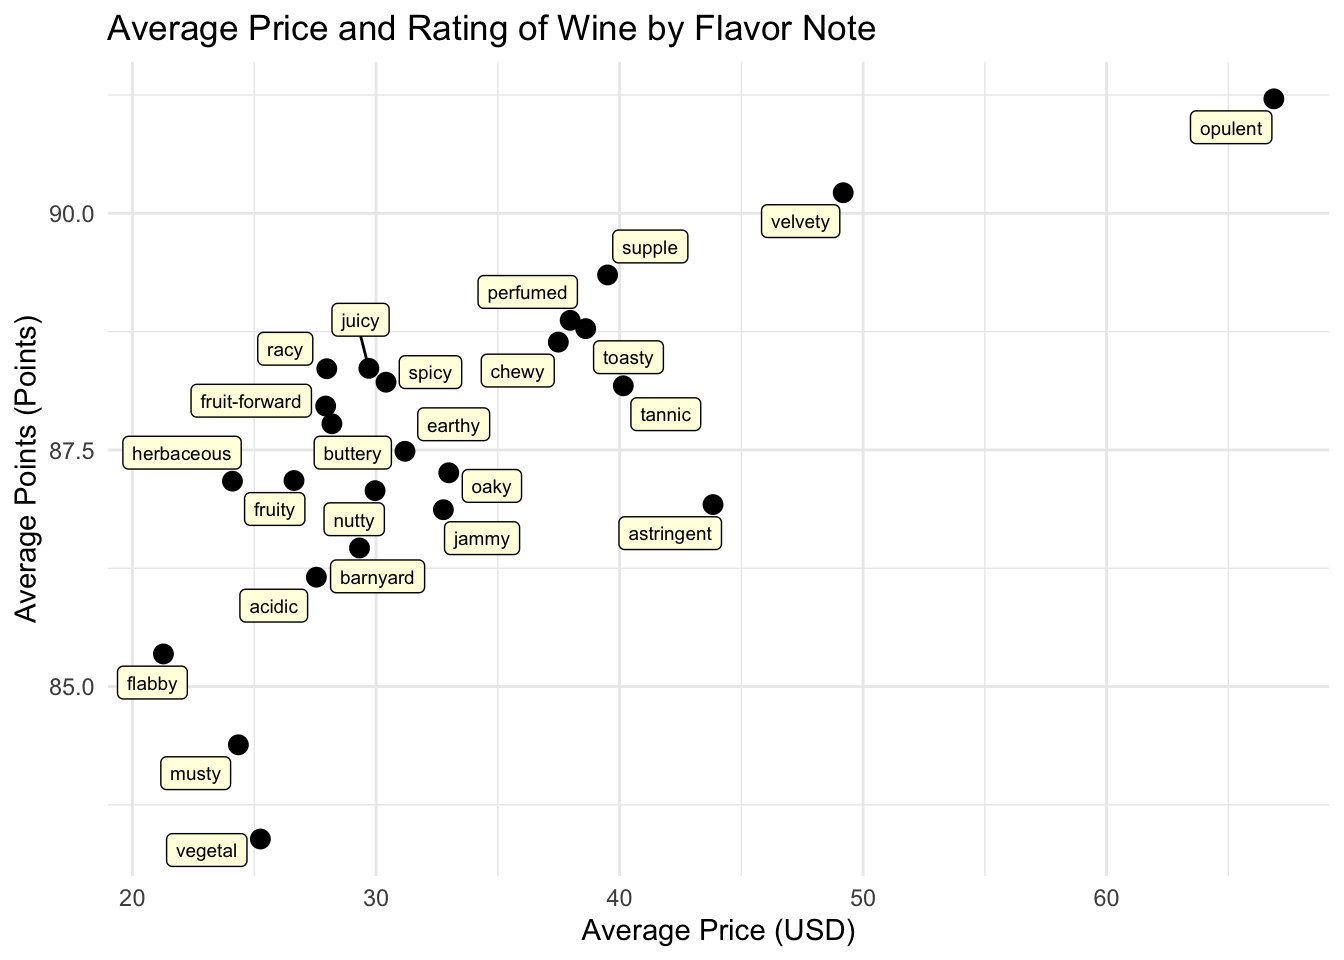 Average Price and Rating of Wine by Flavor Note
opulent
90.0
velvety
supple
perfumed
juicy
racy
toasty
chewy
spicy
fruit-forward
tannic
earthy
87.5
herbaceous
buttery
oaky
fruity
nutty
astringent
jammy
barnyard
acidic
85.0
flabby
musty
vegetal
20 30 40 50 60
Average Price (USD)
Average Points (Points)